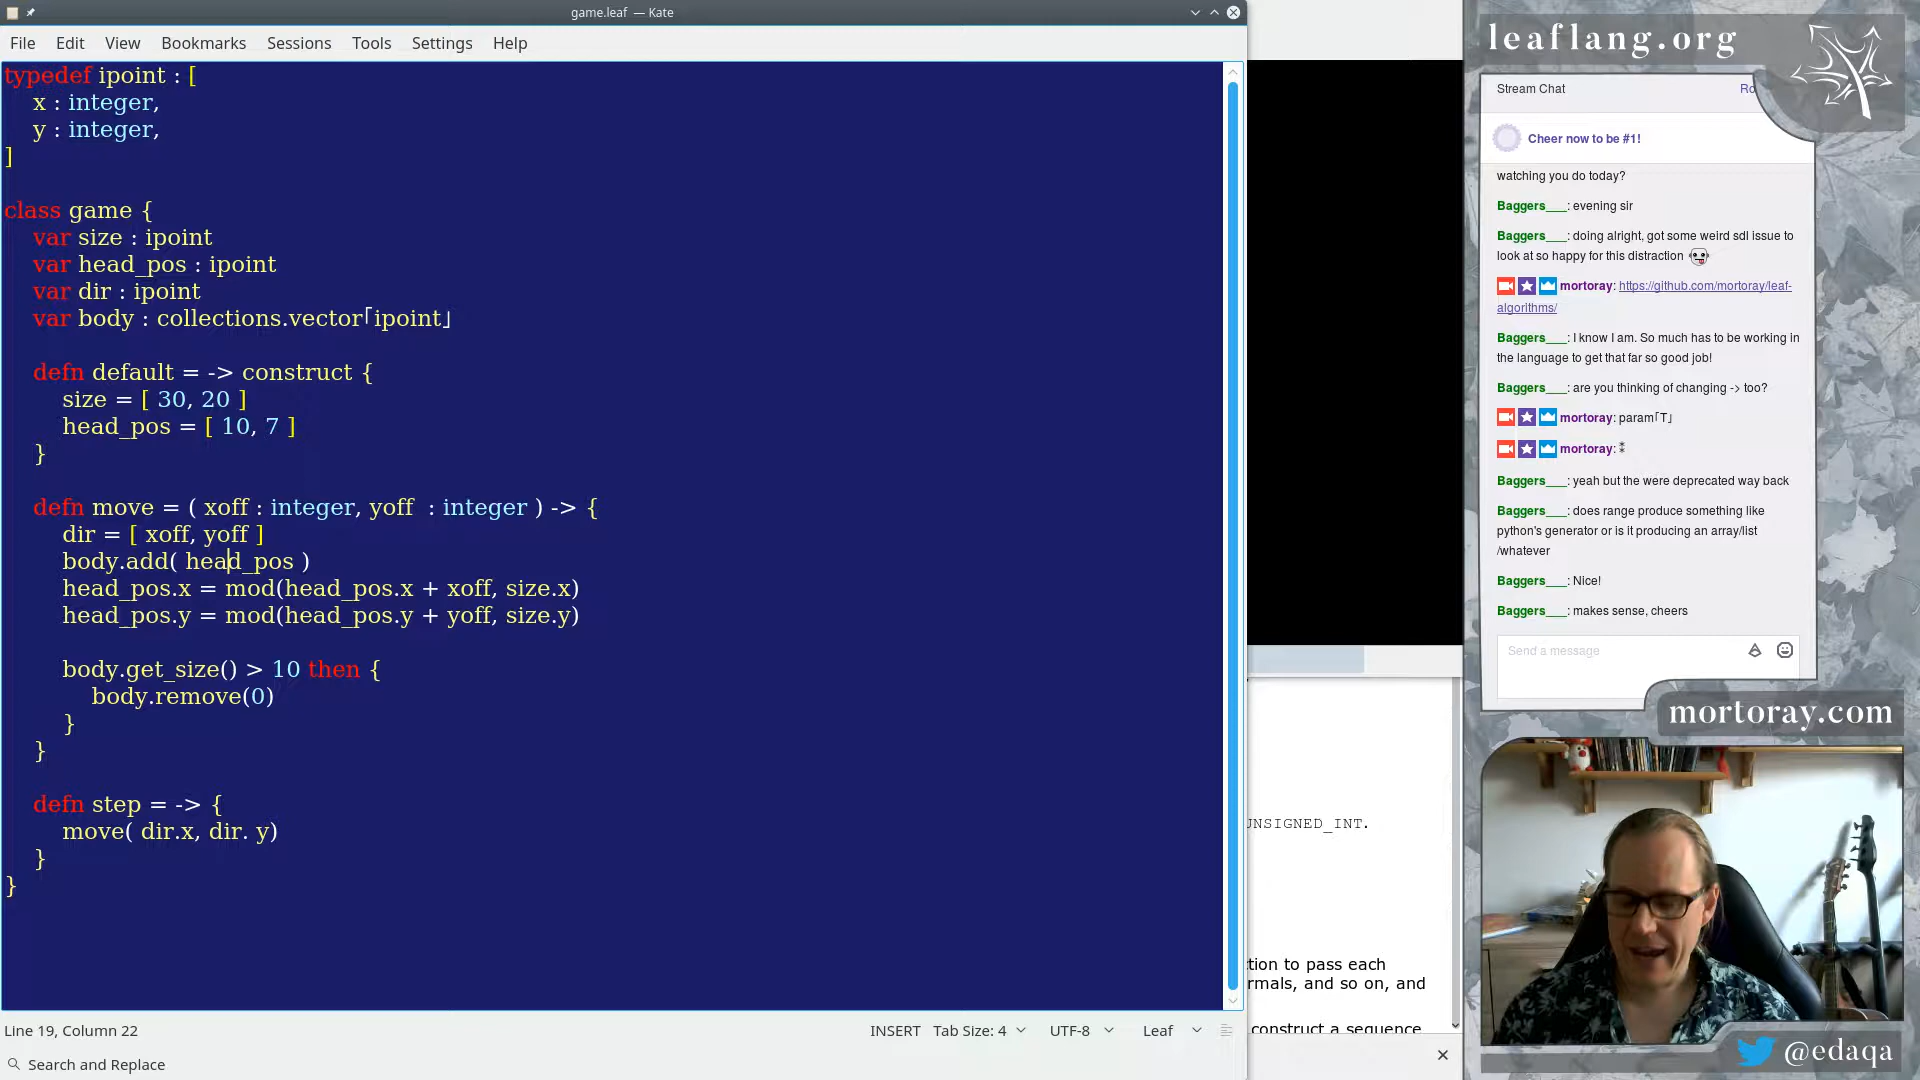 game.leaf — Kate
File Edit View Bookmarks Sessions Tools Settings Help
typedef ipoint : [
x : integer,
y : integer,
]
class game {
var size : ipoint
var head_pos : ipoint
var dir : ipoint
var body : collections.vector｢ipoint｣
defn default = -> construct {
size = [ 30, 20 ]
head_pos = [ 10, 7 ]
}
defn move = ( xoff : integer, yoff  : integer ) -> {
dir = [ xoff, yoff ]
body.add( head_pos )
head_pos.x = mod(head_pos.x + xoff, size.x)
head_pos.y = mod(head_pos.y + yoff, size.y)
body.get_size() > 10 then {
body.remove(0)
}
}
defn step = -> {
move( dir.x, dir. y)
}
}
Line 19, Column 22
INSERT Tab Size: 4 UTF-8 Leaf
Search and Replace
UNSIGNED_INT.
tion to pass each
rmals, and so on, and
construct a sequence
leaflang.org
Stream Chat
Ro
Cheer now to be #1!
watching you do today?
Baggers___: evening sir
Baggers___: doing alright, got some weird sdl issue to
look at so happy for this distraction
mortoray: https://github.com/mortoray/leaf-
algorithms/
Baggers___: I know I am. So much has to be working in
the language to get that far so good job!
Baggers___: are you thinking of changing -> too?
mortoray: param｢T｣
mortoray: ⁑
Baggers___: yeah but the were deprecated way back
Baggers___: does range produce something like
python's generator or is it producing an array/list
/whatever
Baggers___: Nice!
Baggers___: makes sense, cheers
Send a message
mortoray.com
@edaqa